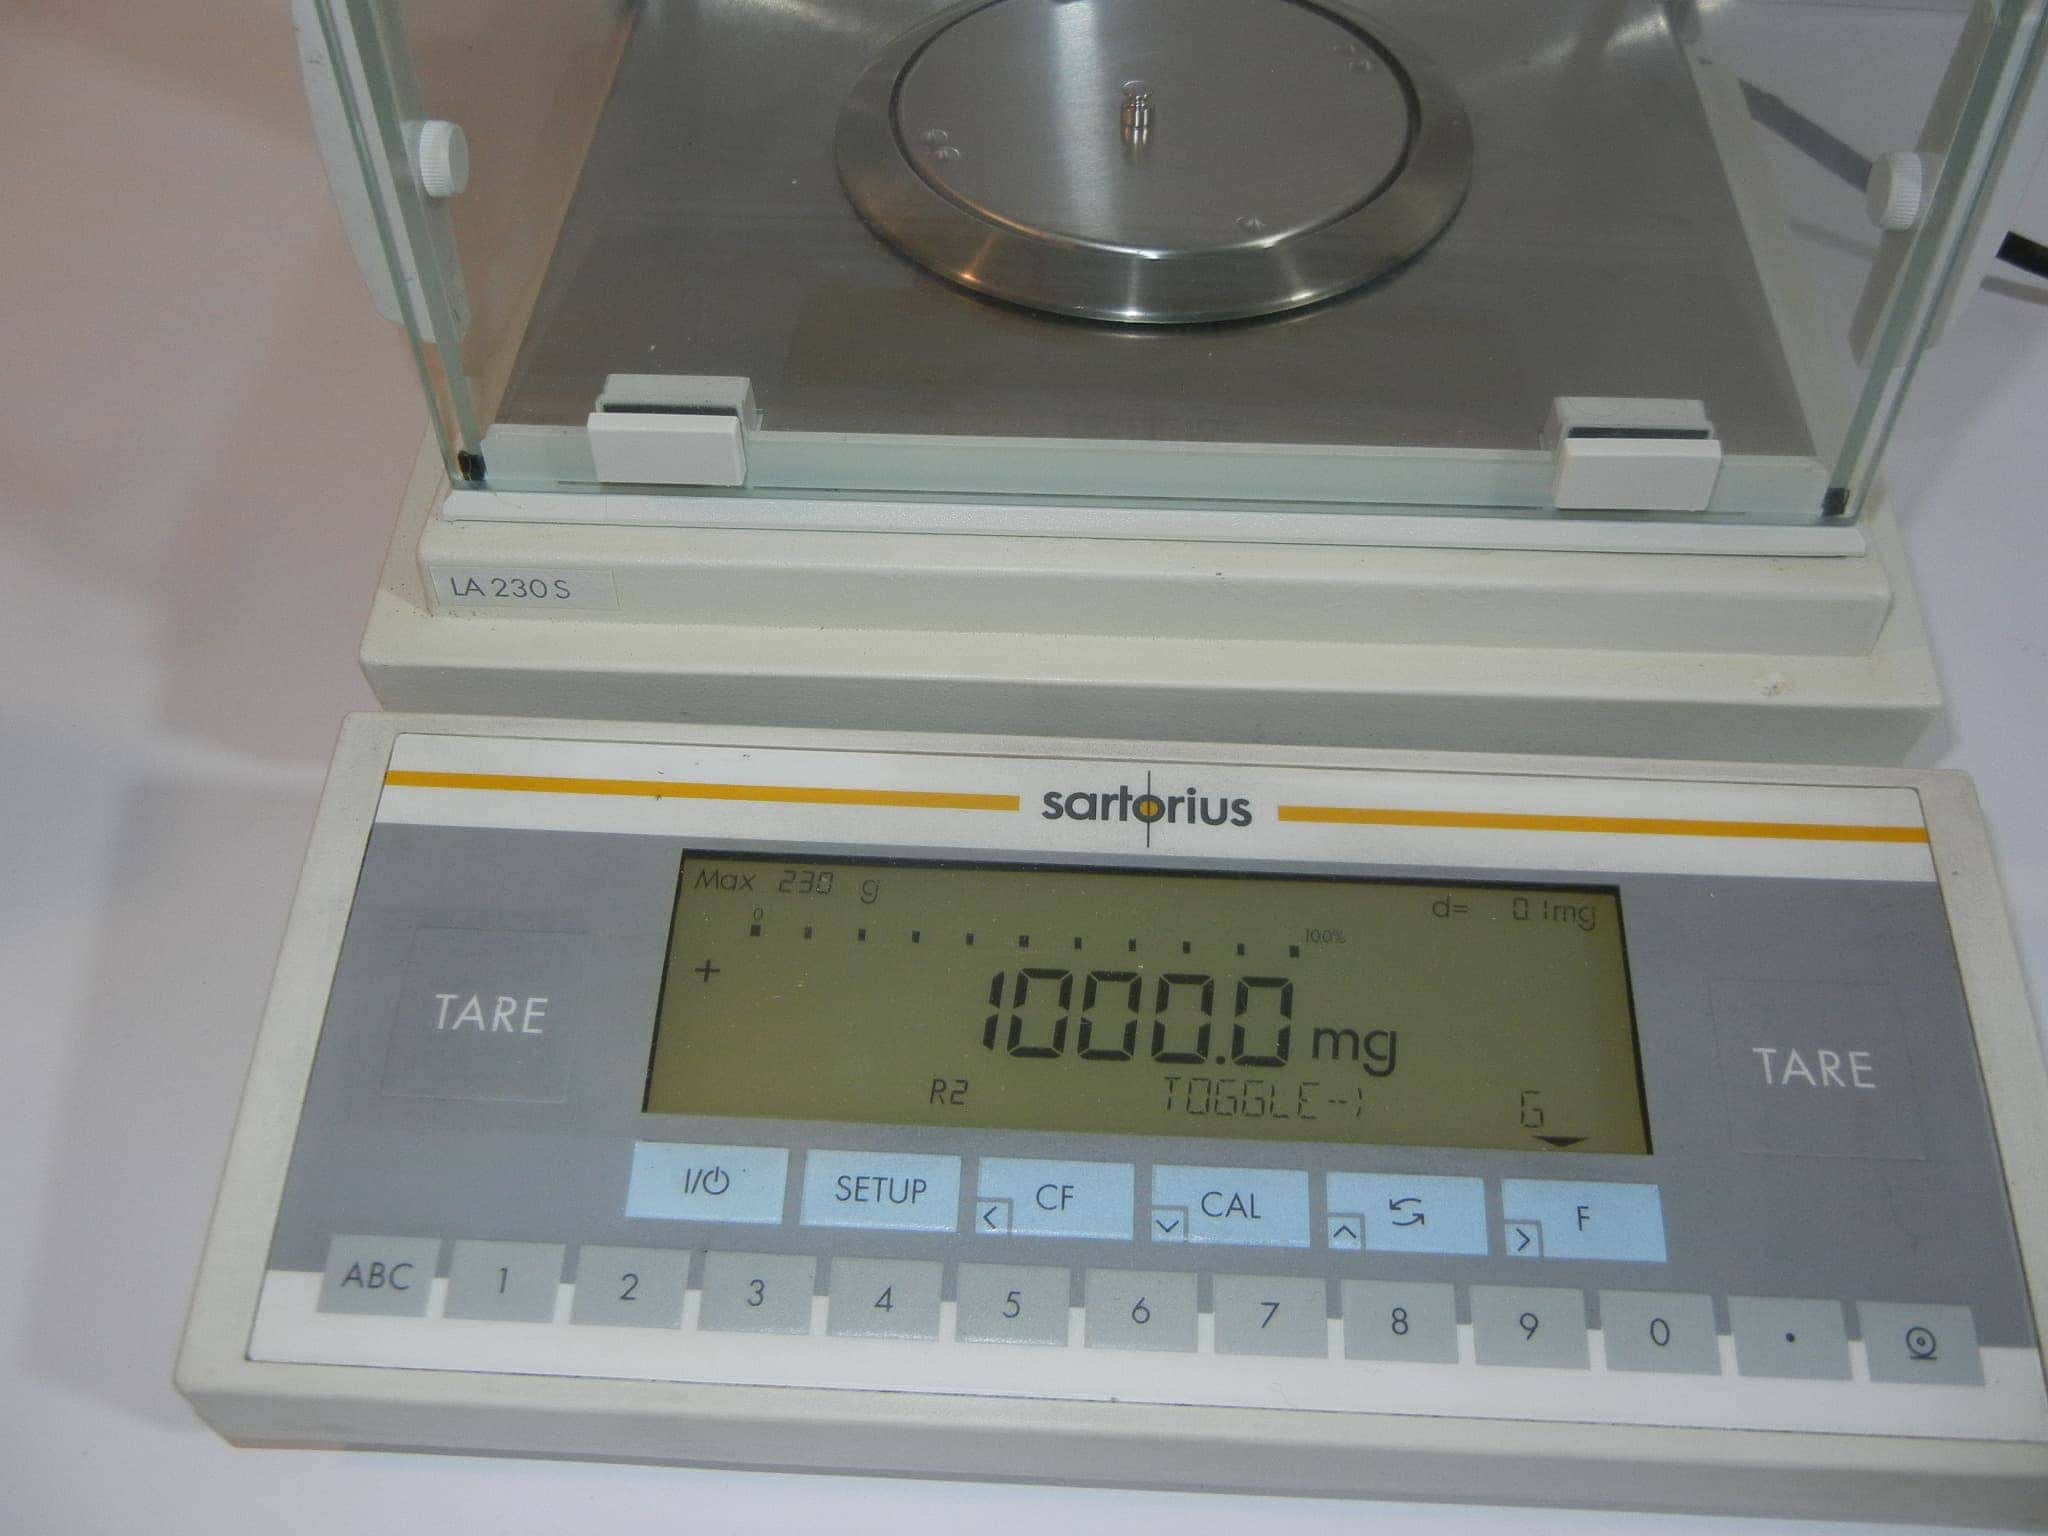 LA 230 S
sartorius
Max 230 g
d= 0.1mg
0
100%
+ 1000.0 mg
R2 TOGGLE-->
G
TARE
TARE
I/⏻ SETUP CF CAL F
< ∨ ∧ >
ABC 1 2 3 4 5 6 7 8 9 0 .